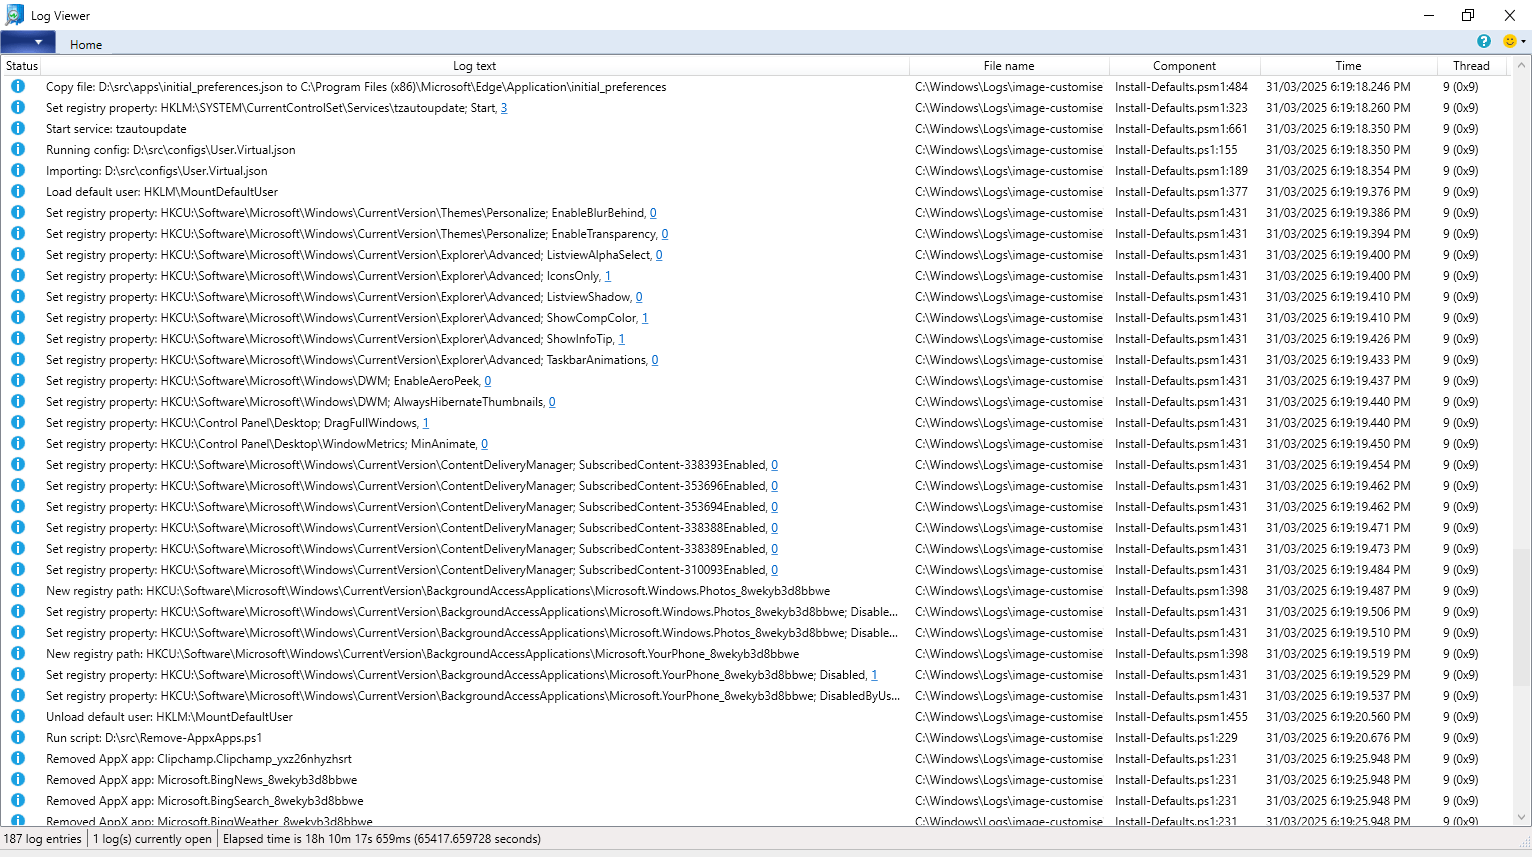 Log Viewer
Home
Status Log text File name Component Time Thread
Copy file: D:\src\apps\initial_preferences.json to C:\Program Files (x86)\Microsoft\Edge\Application\initial_preferences C:\Windows\Logs\image-customise Install-Defaults.psm1:484 31/03/2025 6:19:18.246 PM 9 (0x9)
Set registry property: HKLM:\SYSTEM\CurrentControlSet\Services\tzautoupdate; Start, 3 C:\Windows\Logs\image-customise Install-Defaults.psm1:323 31/03/2025 6:19:18.260 PM 9 (0x9)
Start service: tzautoupdate C:\Windows\Logs\image-customise Install-Defaults.psm1:661 31/03/2025 6:19:18.350 PM 9 (0x9)
Running config: D:\src\configs\User.Virtual.json C:\Windows\Logs\image-customise Install-Defaults.ps1:155 31/03/2025 6:19:18.350 PM 9 (0x9)
Importing: D:\src\configs\User.Virtual.json C:\Windows\Logs\image-customise Install-Defaults.psm1:189 31/03/2025 6:19:18.354 PM 9 (0x9)
Load default user: HKLM\MountDefaultUser C:\Windows\Logs\image-customise Install-Defaults.psm1:377 31/03/2025 6:19:19.376 PM 9 (0x9)
Set registry property: HKCU:\Software\Microsoft\Windows\CurrentVersion\Themes\Personalize; EnableBlurBehind, 0 C:\Windows\Logs\image-customise Install-Defaults.psm1:431 31/03/2025 6:19:19.386 PM 9 (0x9)
Set registry property: HKCU:\Software\Microsoft\Windows\CurrentVersion\Themes\Personalize; EnableTransparency, 0 C:\Windows\Logs\image-customise Install-Defaults.psm1:431 31/03/2025 6:19:19.394 PM 9 (0x9)
Set registry property: HKCU:\Software\Microsoft\Windows\CurrentVersion\Explorer\Advanced; ListviewAlphaSelect, 0 C:\Windows\Logs\image-customise Install-Defaults.psm1:431 31/03/2025 6:19:19.400 PM 9 (0x9)
Set registry property: HKCU:\Software\Microsoft\Windows\CurrentVersion\Explorer\Advanced; IconsOnly, 1 C:\Windows\Logs\image-customise Install-Defaults.psm1:431 31/03/2025 6:19:19.400 PM 9 (0x9)
Set registry property: HKCU:\Software\Microsoft\Windows\CurrentVersion\Explorer\Advanced; ListviewShadow, 0 C:\Windows\Logs\image-customise Install-Defaults.psm1:431 31/03/2025 6:19:19.410 PM 9 (0x9)
Set registry property: HKCU:\Software\Microsoft\Windows\CurrentVersion\Explorer\Advanced; ShowCompColor, 1 C:\Windows\Logs\image-customise Install-Defaults.psm1:431 31/03/2025 6:19:19.410 PM 9 (0x9)
Set registry property: HKCU:\Software\Microsoft\Windows\CurrentVersion\Explorer\Advanced; ShowInfoTip, 1 C:\Windows\Logs\image-customise Install-Defaults.psm1:431 31/03/2025 6:19:19.426 PM 9 (0x9)
Set registry property: HKCU:\Software\Microsoft\Windows\CurrentVersion\Explorer\Advanced; TaskbarAnimations, 0 C:\Windows\Logs\image-customise Install-Defaults.psm1:431 31/03/2025 6:19:19.433 PM 9 (0x9)
Set registry property: HKCU:\Software\Microsoft\Windows\DWM; EnableAeroPeek, 0 C:\Windows\Logs\image-customise Install-Defaults.psm1:431 31/03/2025 6:19:19.437 PM 9 (0x9)
Set registry property: HKCU:\Software\Microsoft\Windows\DWM; AlwaysHibernateThumbnails, 0 C:\Windows\Logs\image-customise Install-Defaults.psm1:431 31/03/2025 6:19:19.440 PM 9 (0x9)
Set registry property: HKCU:\Control Panel\Desktop; DragFullWindows, 1 C:\Windows\Logs\image-customise Install-Defaults.psm1:431 31/03/2025 6:19:19.440 PM 9 (0x9)
Set registry property: HKCU:\Control Panel\Desktop\WindowMetrics; MinAnimate, 0 C:\Windows\Logs\image-customise Install-Defaults.psm1:431 31/03/2025 6:19:19.450 PM 9 (0x9)
Set registry property: HKCU:\Software\Microsoft\Windows\CurrentVersion\ContentDeliveryManager; SubscribedContent-338393Enabled, 0 C:\Windows\Logs\image-customise Install-Defaults.psm1:431 31/03/2025 6:19:19.454 PM 9 (0x9)
Set registry property: HKCU:\Software\Microsoft\Windows\CurrentVersion\ContentDeliveryManager; SubscribedContent-353696Enabled, 0 C:\Windows\Logs\image-customise Install-Defaults.psm1:431 31/03/2025 6:19:19.462 PM 9 (0x9)
Set registry property: HKCU:\Software\Microsoft\Windows\CurrentVersion\ContentDeliveryManager; SubscribedContent-353694Enabled, 0 C:\Windows\Logs\image-customise Install-Defaults.psm1:431 31/03/2025 6:19:19.462 PM 9 (0x9)
Set registry property: HKCU:\Software\Microsoft\Windows\CurrentVersion\ContentDeliveryManager; SubscribedContent-338388Enabled, 0 C:\Windows\Logs\image-customise Install-Defaults.psm1:431 31/03/2025 6:19:19.471 PM 9 (0x9)
Set registry property: HKCU:\Software\Microsoft\Windows\CurrentVersion\ContentDeliveryManager; SubscribedContent-338389Enabled, 0 C:\Windows\Logs\image-customise Install-Defaults.psm1:431 31/03/2025 6:19:19.473 PM 9 (0x9)
Set registry property: HKCU:\Software\Microsoft\Windows\CurrentVersion\ContentDeliveryManager; SubscribedContent-310093Enabled, 0 C:\Windows\Logs\image-customise Install-Defaults.psm1:431 31/03/2025 6:19:19.484 PM 9 (0x9)
New registry path: HKCU:\Software\Microsoft\Windows\CurrentVersion\BackgroundAccessApplications\Microsoft.Windows.Photos_8wekyb3d8bbwe C:\Windows\Logs\image-customise Install-Defaults.psm1:398 31/03/2025 6:19:19.487 PM 9 (0x9)
Set registry property: HKCU:\Software\Microsoft\Windows\CurrentVersion\BackgroundAccessApplications\Microsoft.Windows.Photos_8wekyb3d8bbwe; Disable... C:\Windows\Logs\image-customise Install-Defaults.psm1:431 31/03/2025 6:19:19.506 PM 9 (0x9)
Set registry property: HKCU:\Software\Microsoft\Windows\CurrentVersion\BackgroundAccessApplications\Microsoft.Windows.Photos_8wekyb3d8bbwe; Disable... C:\Windows\Logs\image-customise Install-Defaults.psm1:431 31/03/2025 6:19:19.510 PM 9 (0x9)
New registry path: HKCU:\Software\Microsoft\Windows\CurrentVersion\BackgroundAccessApplications\Microsoft.YourPhone_8wekyb3d8bbwe C:\Windows\Logs\image-customise Install-Defaults.psm1:398 31/03/2025 6:19:19.519 PM 9 (0x9)
Set registry property: HKCU:\Software\Microsoft\Windows\CurrentVersion\BackgroundAccessApplications\Microsoft.YourPhone_8wekyb3d8bbwe; Disabled, 1 C:\Windows\Logs\image-customise Install-Defaults.psm1:431 31/03/2025 6:19:19.529 PM 9 (0x9)
Set registry property: HKCU:\Software\Microsoft\Windows\CurrentVersion\BackgroundAccessApplications\Microsoft.YourPhone_8wekyb3d8bbwe; DisabledByUs... C:\Windows\Logs\image-customise Install-Defaults.psm1:431 31/03/2025 6:19:19.537 PM 9 (0x9)
Unload default user: HKLM:\MountDefaultUser C:\Windows\Logs\image-customise Install-Defaults.psm1:455 31/03/2025 6:19:20.560 PM 9 (0x9)
Run script: D:\src\Remove-AppxApps.ps1 C:\Windows\Logs\image-customise Install-Defaults.ps1:229 31/03/2025 6:19:20.676 PM 9 (0x9)
Removed AppX app: Clipchamp.Clipchamp_yxz26nhyzhsrt C:\Windows\Logs\image-customise Install-Defaults.ps1:231 31/03/2025 6:19:25.948 PM 9 (0x9)
Removed AppX app: Microsoft.BingNews_8wekyb3d8bbwe C:\Windows\Logs\image-customise Install-Defaults.ps1:231 31/03/2025 6:19:25.948 PM 9 (0x9)
Removed AppX app: Microsoft.BingSearch_8wekyb3d8bbwe C:\Windows\Logs\image-customise Install-Defaults.ps1:231 31/03/2025 6:19:25.948 PM 9 (0x9)
Removed AppX app: Microsoft.BingWeather_8wekyb3d8bbwe C:\Windows\Logs\image-customise Install-Defaults.ps1:231 31/03/2025 6:19:25.948 PM 9 (0x9)
187 log entries 1 log(s) currently open Elapsed time is 18h 10m 17s 659ms (65417.659728 seconds)